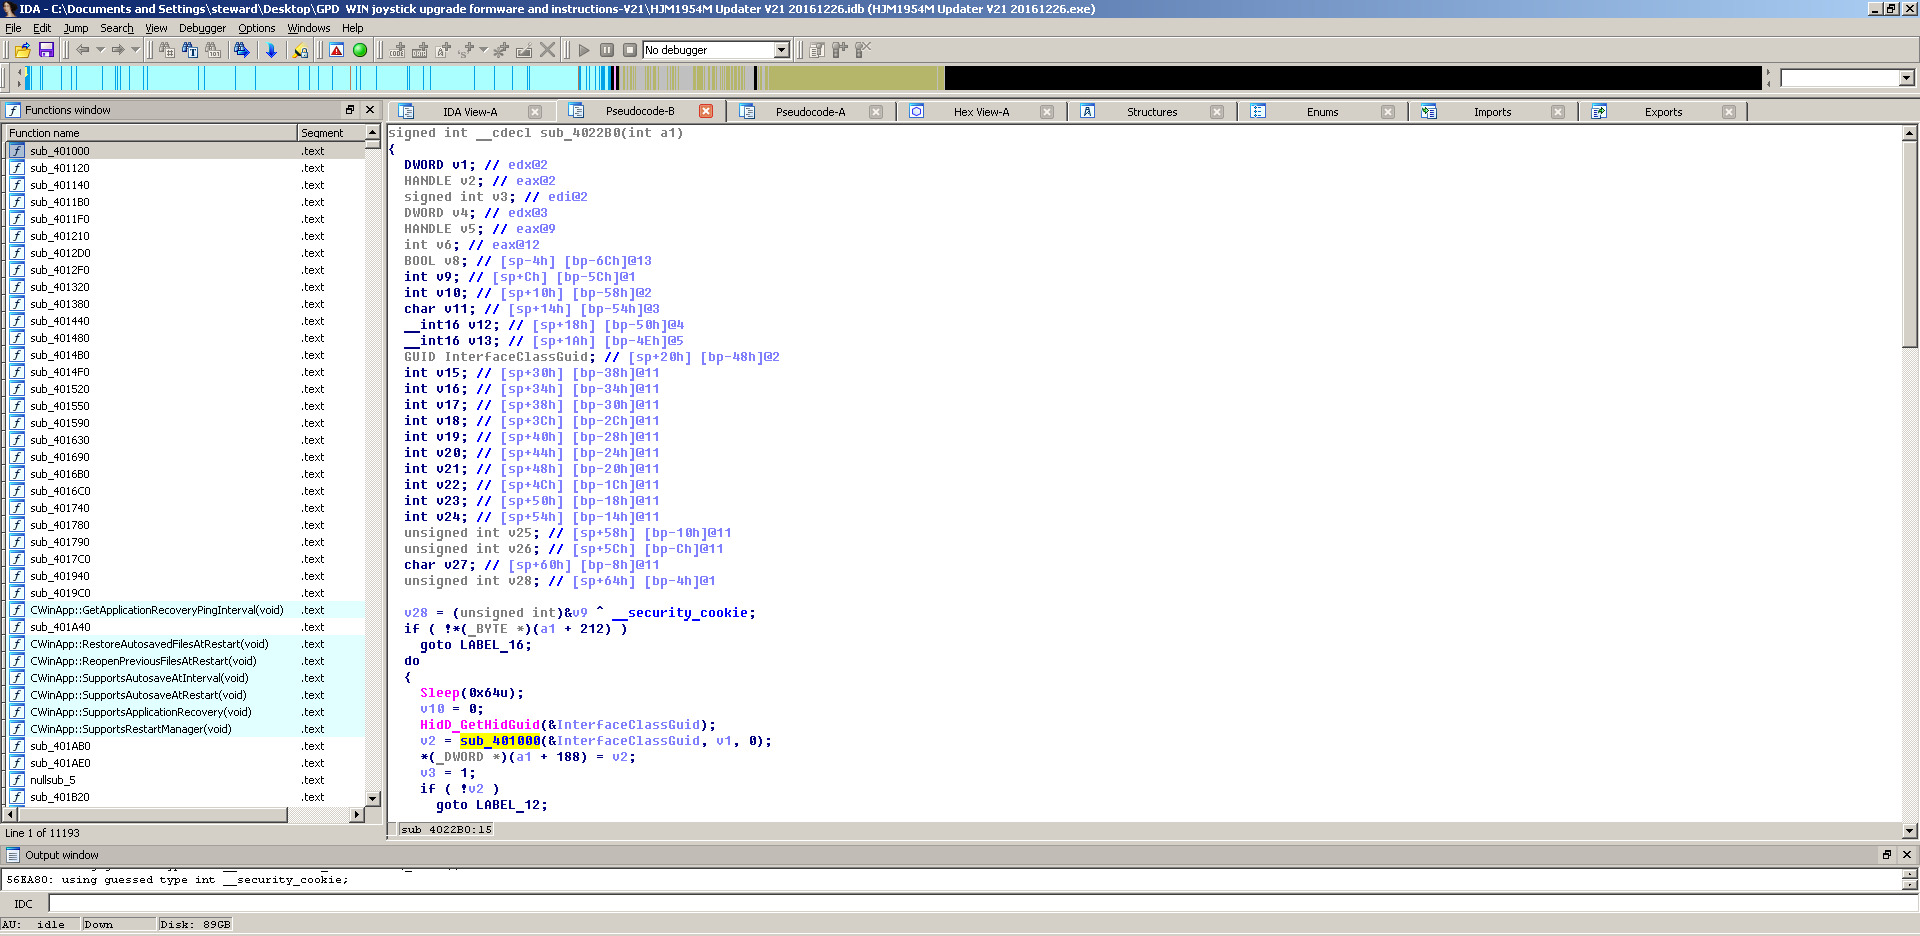 IDA - C:\Documents and Settings\steward\Desktop\GPD WIN joystick upgrade formware and instructions-V21\HJM1954M Updater V21 20161226.idb (HJM1954M Updater V21 20161226.exe)
File Edit Jump Search View Debugger Options Windows Help
No debugger
Functions window
IDA View-A Pseudocode-B Pseudocode-A Hex View-A Structures Enums Imports Exports
Function name Segment
sub_401000 .text
sub_401120 .text
sub_401140 .text
sub_4011B0 .text
sub_4011F0 .text
sub_401210 .text
sub_4012D0 .text
sub_4012F0 .text
sub_401320 .text
sub_401380 .text
sub_401440 .text
sub_401480 .text
sub_4014B0 .text
sub_4014F0 .text
sub_401520 .text
sub_401550 .text
sub_401590 .text
sub_401630 .text
sub_401690 .text
sub_4016B0 .text
sub_4016C0 .text
sub_401740 .text
sub_401780 .text
sub_401790 .text
sub_4017C0 .text
sub_401940 .text
sub_4019C0 .text
CWinApp::GetApplicationRecoveryPingInterval(void) .text
sub_401A40 .text
CWinApp::RestoreAutosavedFilesAtRestart(void) .text
CWinApp::ReopenPreviousFilesAtRestart(void) .text
CWinApp::SupportsAutosaveAtInterval(void) .text
CWinApp::SupportsAutosaveAtRestart(void) .text
CWinApp::SupportsApplicationRecovery(void) .text
CWinApp::SupportsRestartManager(void) .text
sub_401AB0 .text
sub_401AE0 .text
nullsub_5 .text
sub_401B20 .text
Line 1 of 11193
signed int __cdecl sub_4022B0(int a1)
{
DWORD v1; // edx@2
HANDLE v2; // eax@2
signed int v3; // edi@2
DWORD v4; // edx@3
HANDLE v5; // eax@9
int v6; // eax@12
BOOL v8; // [sp-4h] [bp-6Ch]@13
int v9; // [sp+Ch] [bp-5Ch]@1
int v10; // [sp+10h] [bp-58h]@2
char v11; // [sp+14h] [bp-54h]@3
__int16 v12; // [sp+18h] [bp-50h]@4
__int16 v13; // [sp+1Ah] [bp-4Eh]@5
GUID InterfaceClassGuid; // [sp+20h] [bp-48h]@2
int v15; // [sp+30h] [bp-38h]@11
int v16; // [sp+34h] [bp-34h]@11
int v17; // [sp+38h] [bp-30h]@11
int v18; // [sp+3Ch] [bp-2Ch]@11
int v19; // [sp+40h] [bp-28h]@11
int v20; // [sp+44h] [bp-24h]@11
int v21; // [sp+48h] [bp-20h]@11
int v22; // [sp+4Ch] [bp-1Ch]@11
int v23; // [sp+50h] [bp-18h]@11
int v24; // [sp+54h] [bp-14h]@11
unsigned int v25; // [sp+58h] [bp-10h]@11
unsigned int v26; // [sp+5Ch] [bp-Ch]@11
char v27; // [sp+60h] [bp-8h]@11
unsigned int v28; // [sp+64h] [bp-4h]@1
v28 = (unsigned int)&v9 ^ __security_cookie;
if ( !*(_BYTE *)(a1 + 212) )
goto LABEL_16;
do
{
Sleep(0x64u);
v10 = 0;
HidD_GetHidGuid(&InterfaceClassGuid);
v2 = sub_401000(&InterfaceClassGuid, v1, 0);
*(_DWORD *)(a1 + 188) = v2;
v3 = 1;
if ( !v2 )
goto LABEL_12;
sub_4022B0:15
Output window
56EA80: using guessed type int __security_cookie;
IDC
AU: idle Down Disk: 89GB